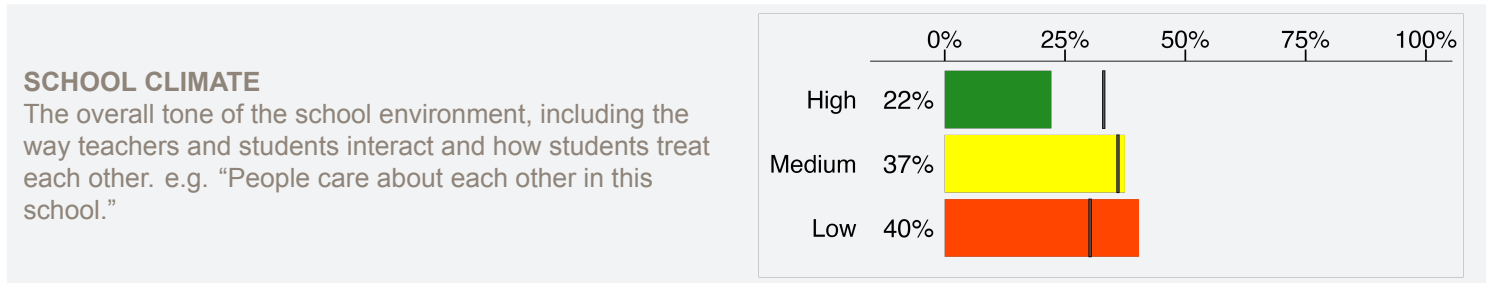 SCHOOL CLIMATE
The overall tone of the school environment, including the
way teachers and students interact and how students treat
each other. e.g. “People care about each other in this
school.”
0% 25% 50% 75% 100%
High 22%
Medium 37%
Low 40%